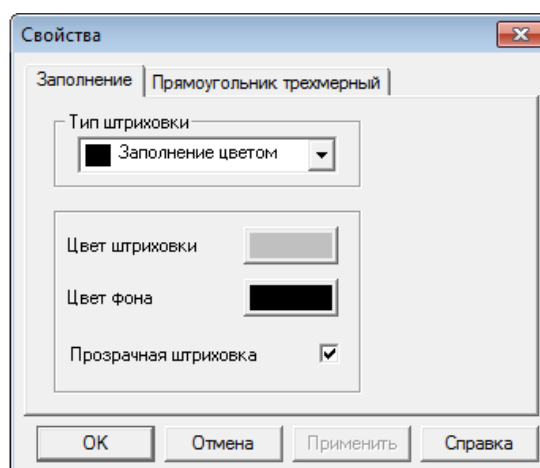 Свойства
Заполнение
Прямоугольник трехмерный
Тип штриховки
Заполнение цветом
Цвет штриховки
Цвет фона
Прозрачная штриховка
OK
Отмена
Применить
Справка